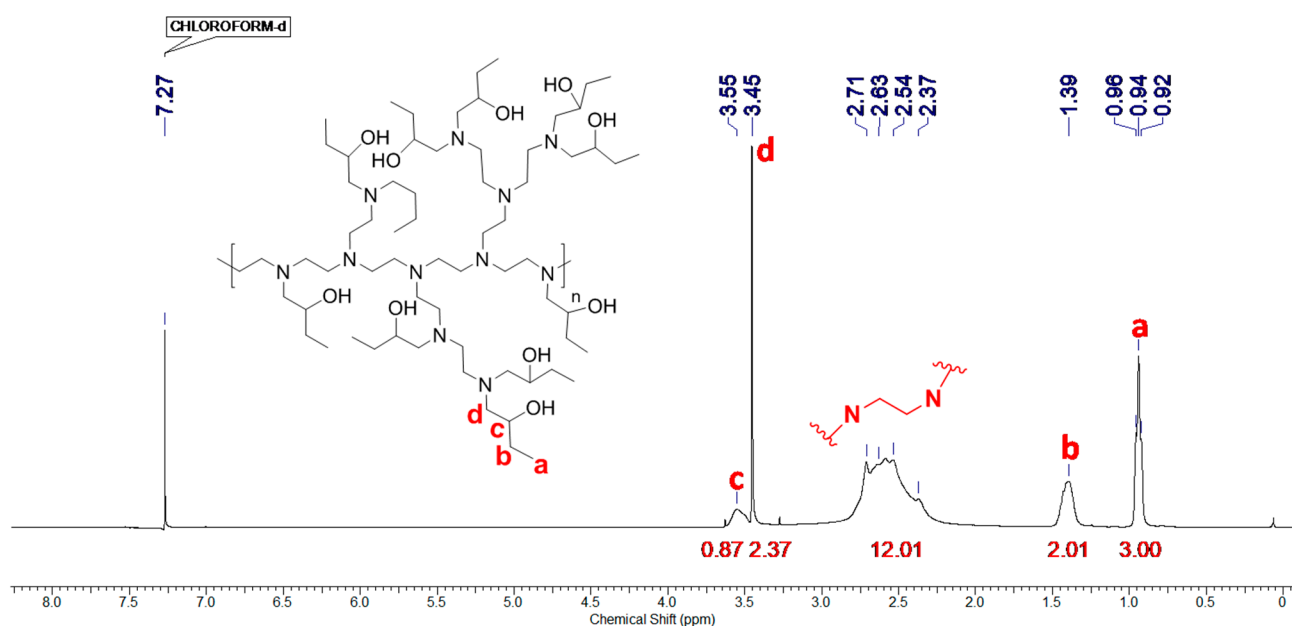 CHLOROFORM-d
7.27
3.55
3.45
2.71
2.63
2.54
2.37
1.39
0.96
0.94
0.92
HO
OH
OH
HO
HO
OH
OH
N
N
N
N
N
N
N
N
N
N
n
OH
OH
OH
N
OH
N
OH
d
c
b
a
d
c
N
N
b
a
0.87 2.37 12.01 2.01 3.00
8.0 7.5 7.0 6.5 6.0 5.5 5.0 4.5 4.0 3.5 3.0 2.5 2.0 1.5 1.0 0.5 0
Chemical Shift (ppm)